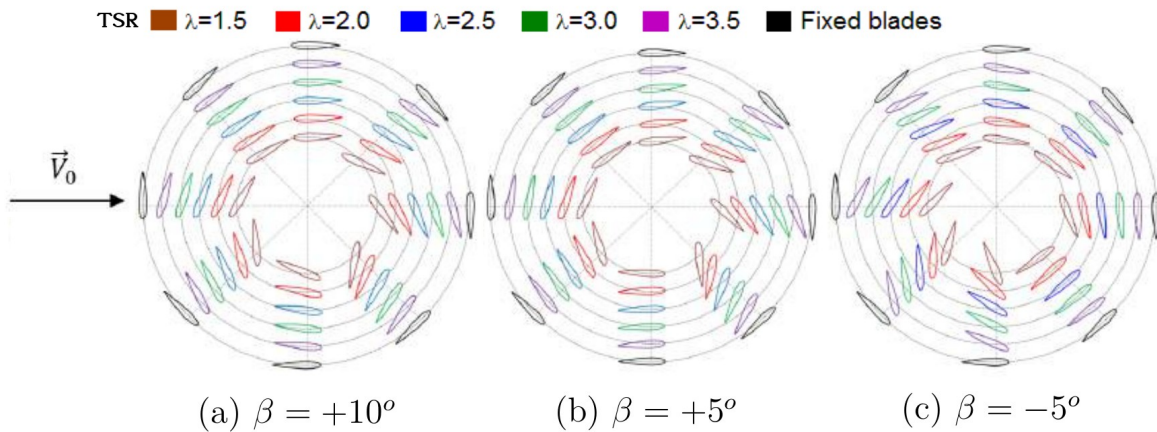 TSR λ=1.5 λ=2.0 λ=2.5 λ=3.0 λ=3.5 Fixed blades
V⃗₀
(a) β = +10° (b) β = +5° (c) β = −5°